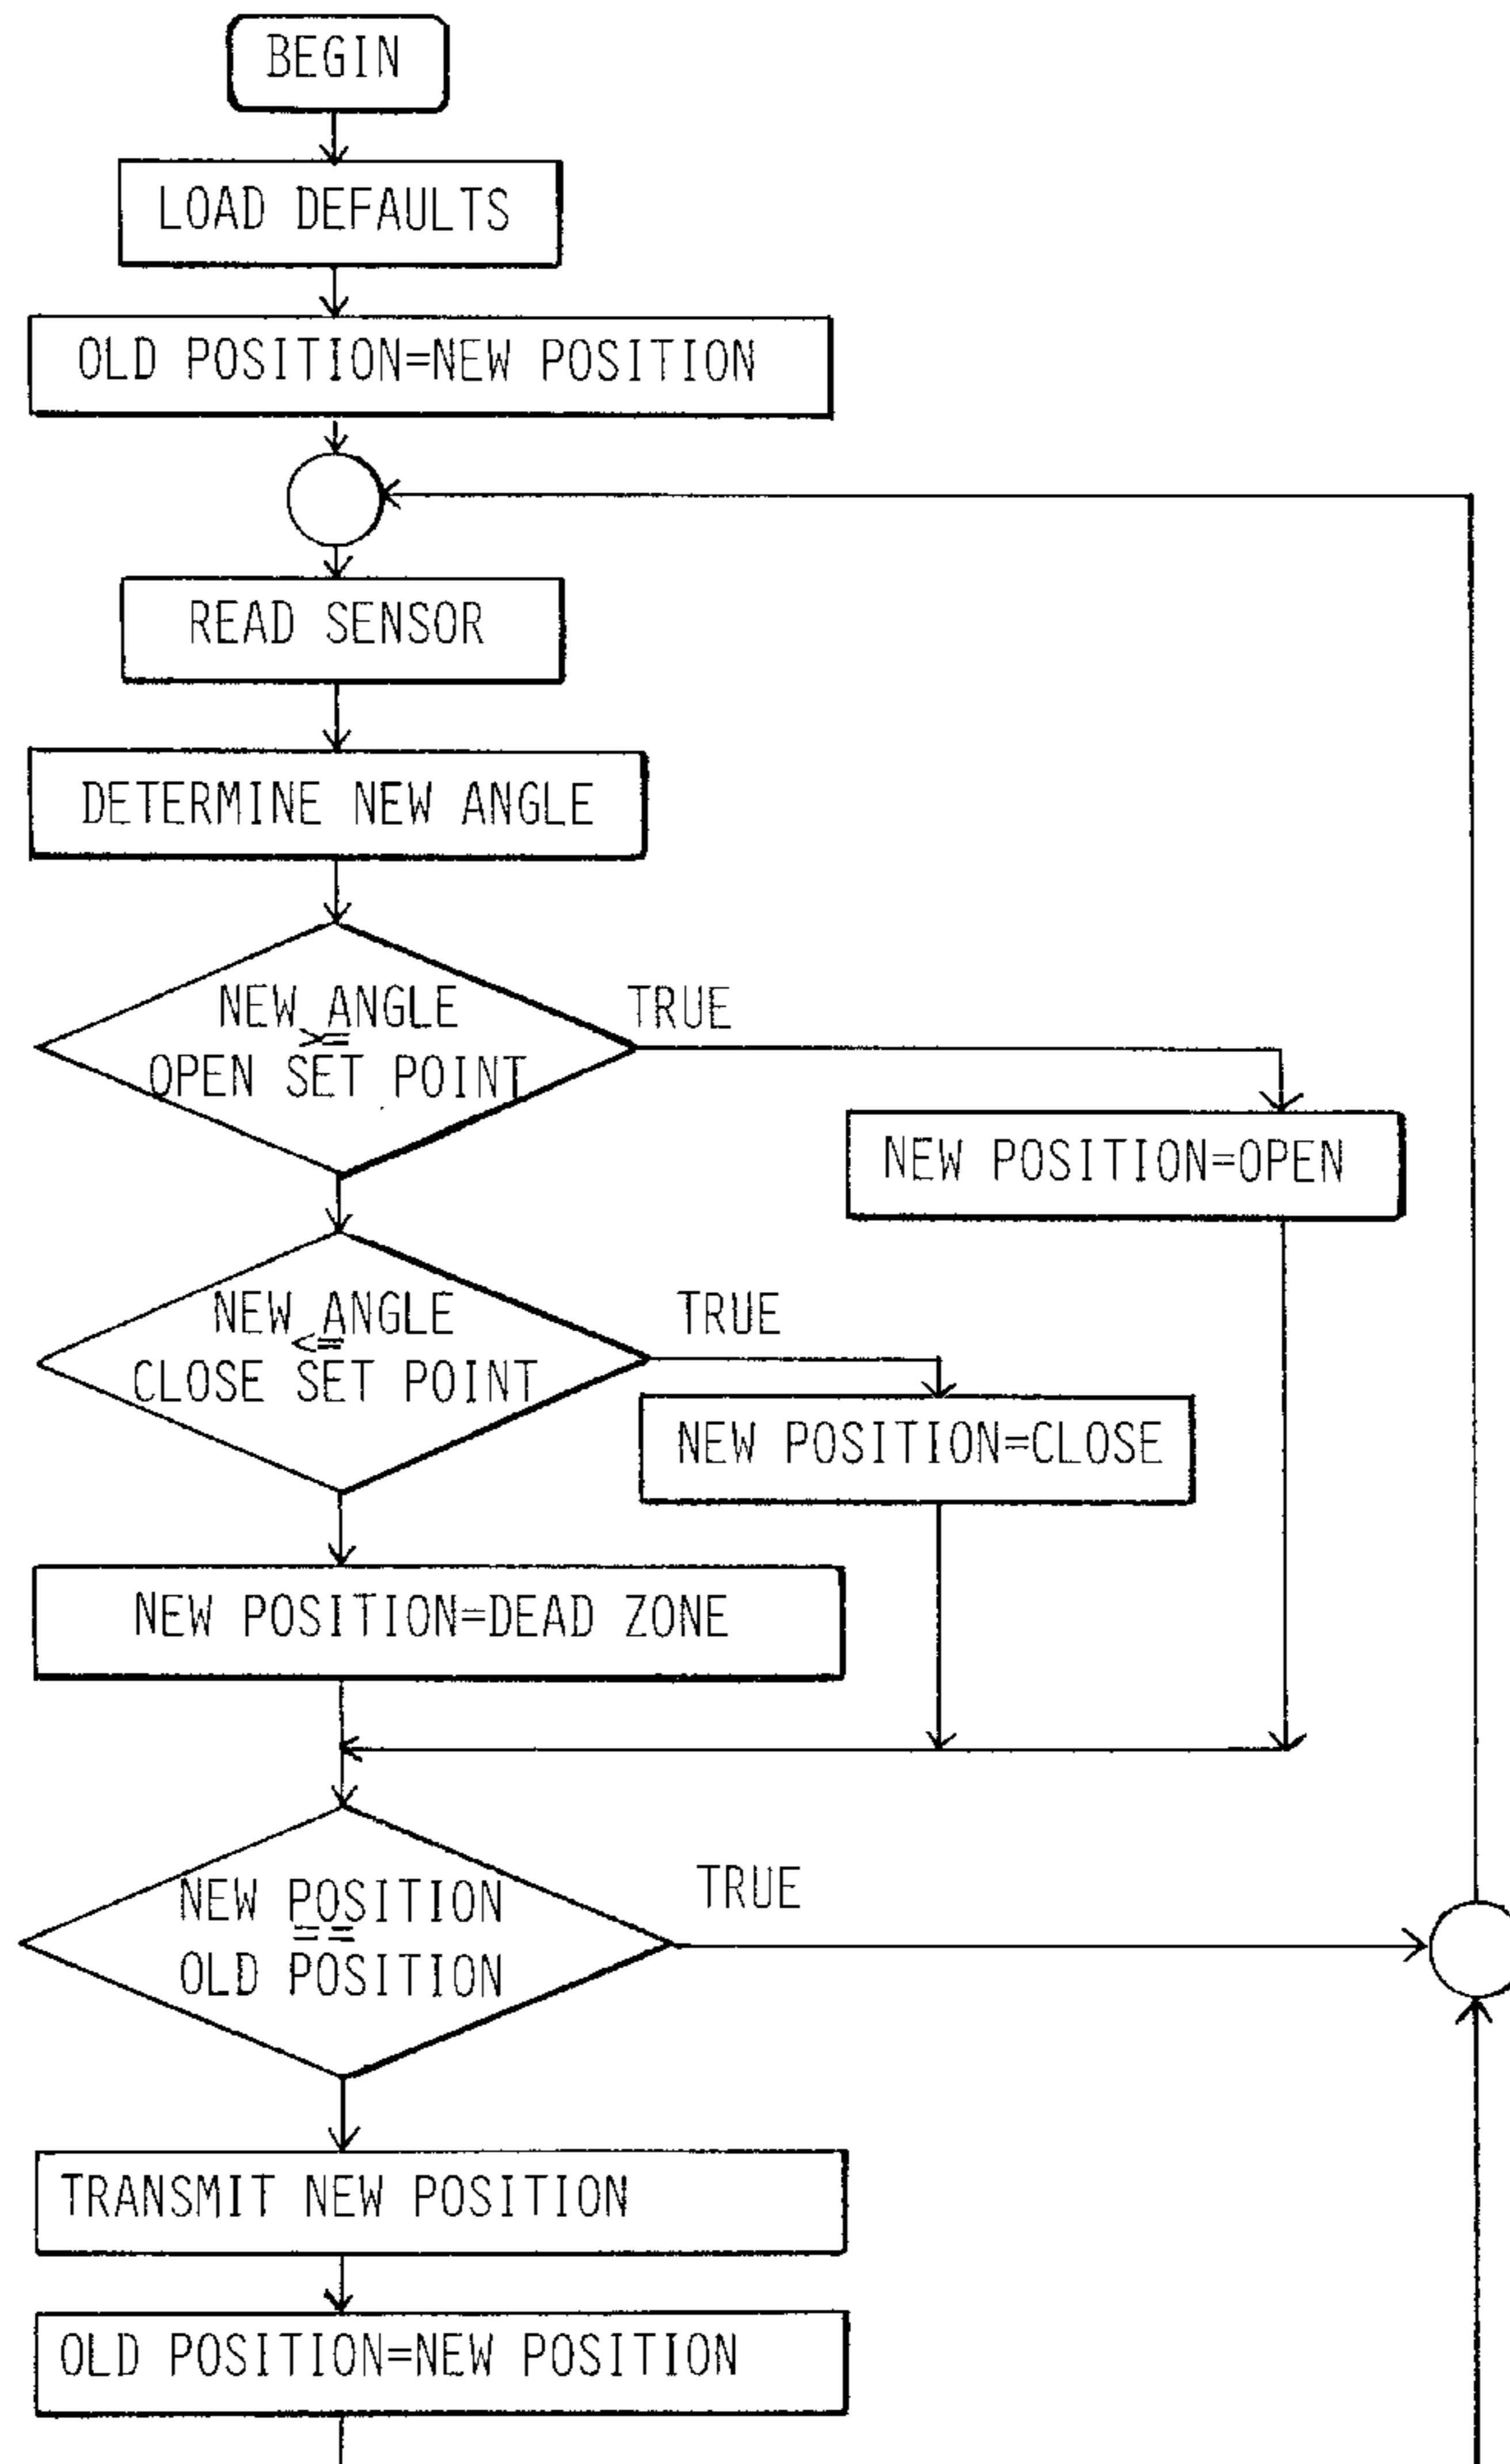 BEGIN
LOAD DEFAULTS
OLD POSITION=NEW POSITION
READ SENSOR
DETERMINE NEW ANGLE
NEW ANGLE
>=
OPEN SET POINT
TRUE
NEW POSITION=OPEN
NEW ANGLE
<=
CLOSE SET POINT
TRUE
NEW POSITION=CLOSE
NEW POSITION=DEAD ZONE
NEW POSITION
==
OLD POSITION
TRUE
TRANSMIT NEW POSITION
OLD POSITION=NEW POSITION